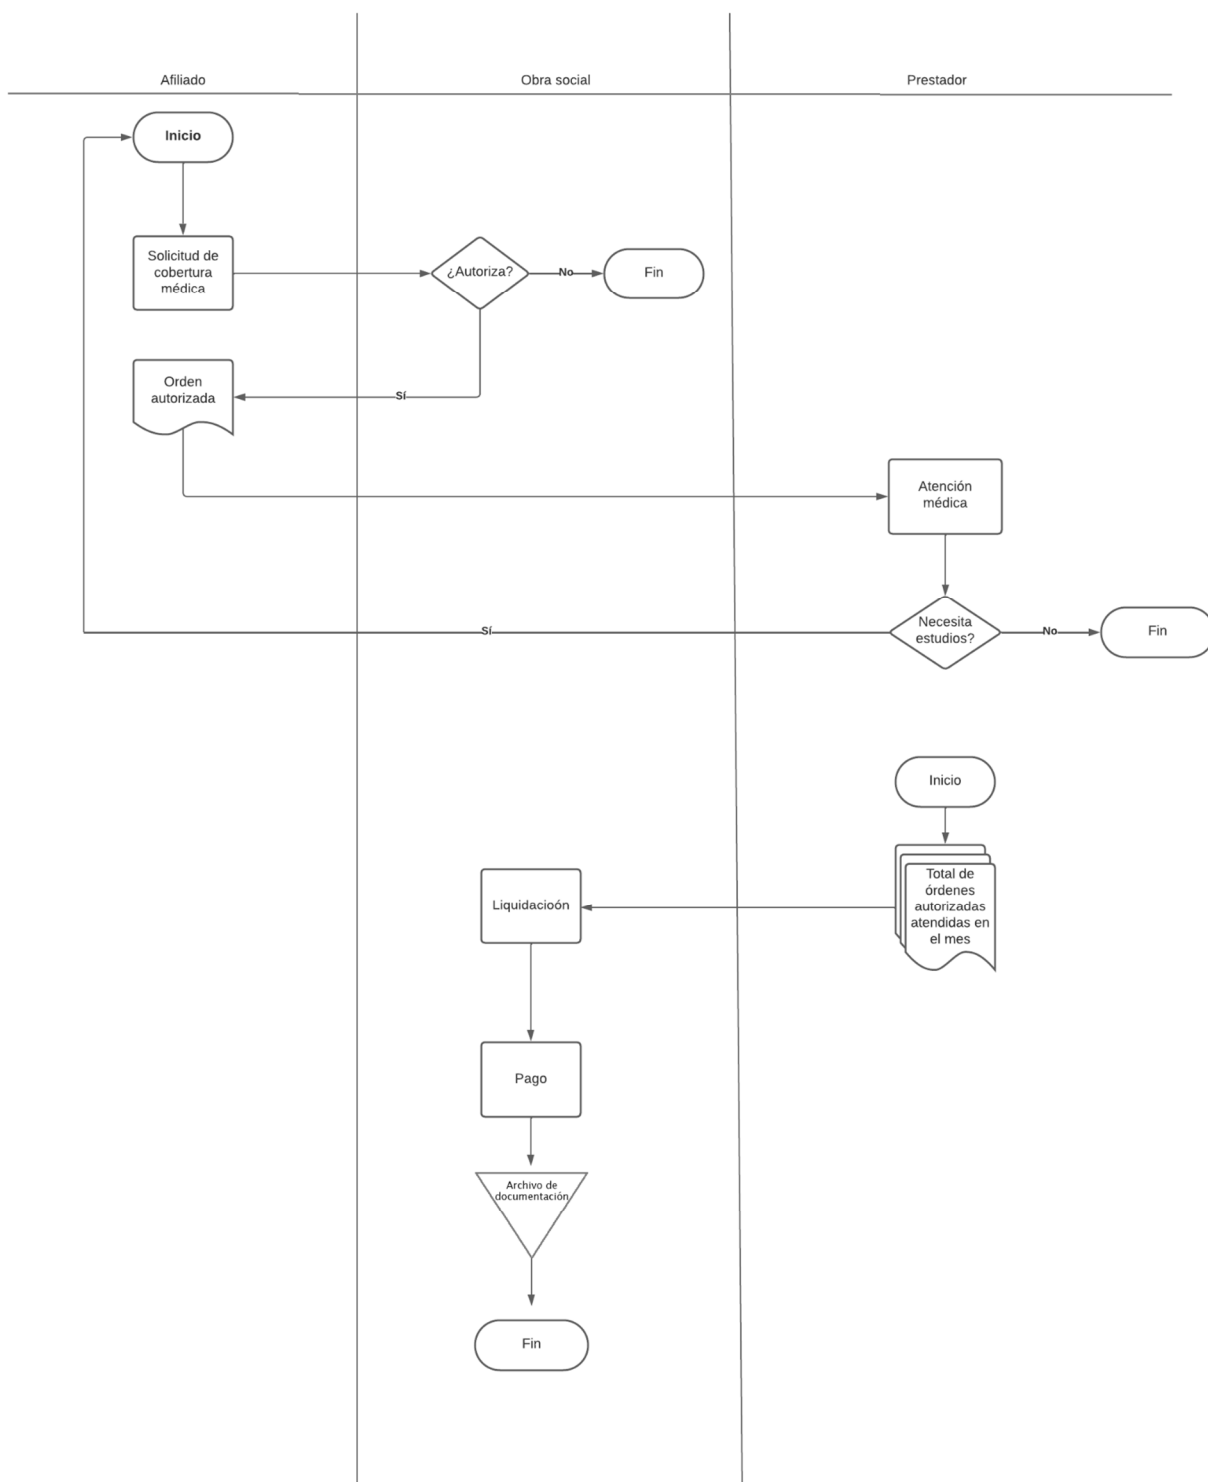 Afiliado
Obra social
Prestador
Inicio
Solicitud de
cobertura
médica
¿Autoriza?
No
Fin
Orden
autorizada
Sí
Atención
médica
Necesita
estudios?
Sí
No
Fin
Inicio
Total de
órdenes
autorizadas
atendidas en
el mes
Liquidacioón
Pago
Archivo de
documentación
Fin